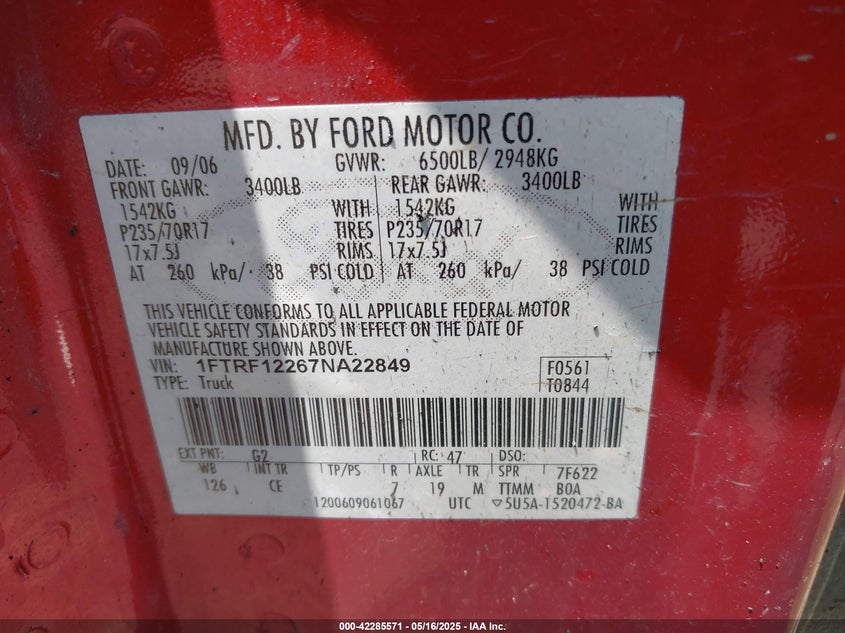 MFD. BY FORD MOTOR CO.
DATE: 09/06 GVWR: 6500LB/ 2948KG
FRONT GAWR: 3400LB REAR GAWR: 3400LB
1542KG WITH 1542KG WITH
P235/70R17 TIRES P235/70R17 TIRES
17x7.5J RIMS 17x7.5J RIMS
AT 260 kPa/ 38 PSI COLD AT 260 kPa/ 38 PSI COLD
THIS VEHICLE CONFORMS TO ALL APPLICABLE FEDERAL MOTOR
VEHICLE SAFETY STANDARDS IN EFFECT ON THE DATE OF
MANUFACTURE SHOWN ABOVE.
VIN: 1FTRF12267NA22849 F0561
TYPE: Truck T0844
EXT PNT: G2 RC: 47 DSO:
WB INT TR TP/PS R AXLE TR SPR 7F622
126 CE 7 19 M TTMM BOA
1200609061067 UTC ▽5U5A-1520472-BA
000-42285571 - 05/16/2025 - IAA Inc.